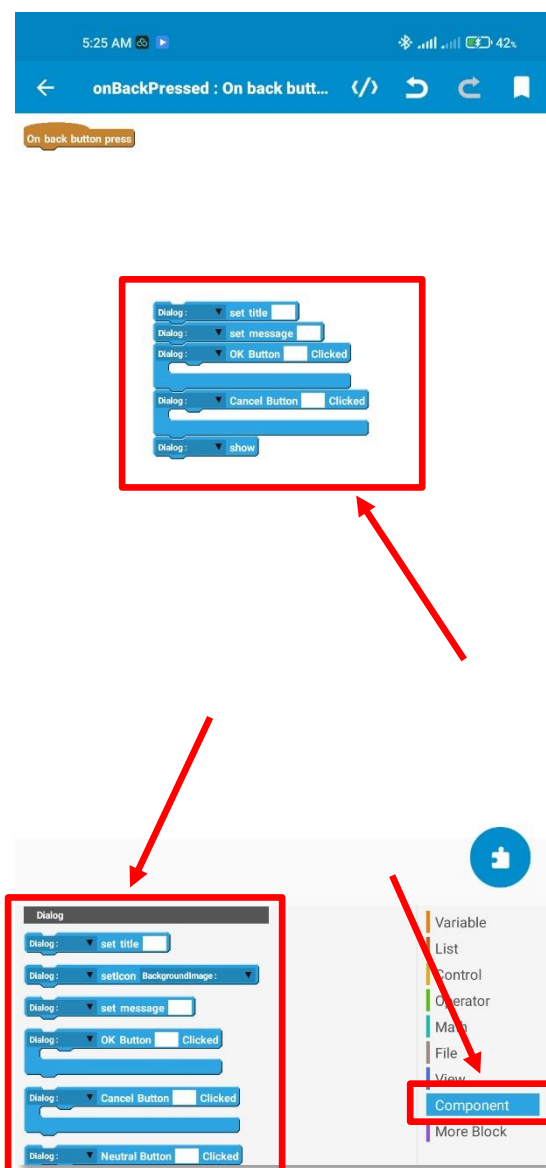 5:25 AM 42%
onBackPressed : On back butt... </>
On back button press
Dialog : set title
Dialog : set message
Dialog : OK Button Clicked
Dialog : Cancel Button Clicked
Dialog : show
Dialog
Dialog : set title
Dialog : setIcon BackgroundImage :
Dialog : set message
Dialog : OK Button Clicked
Dialog : Cancel Button Clicked
Dialog : Neutral Button Clicked
Variable
List
Control
Operator
Math
File
View
Component
More Block